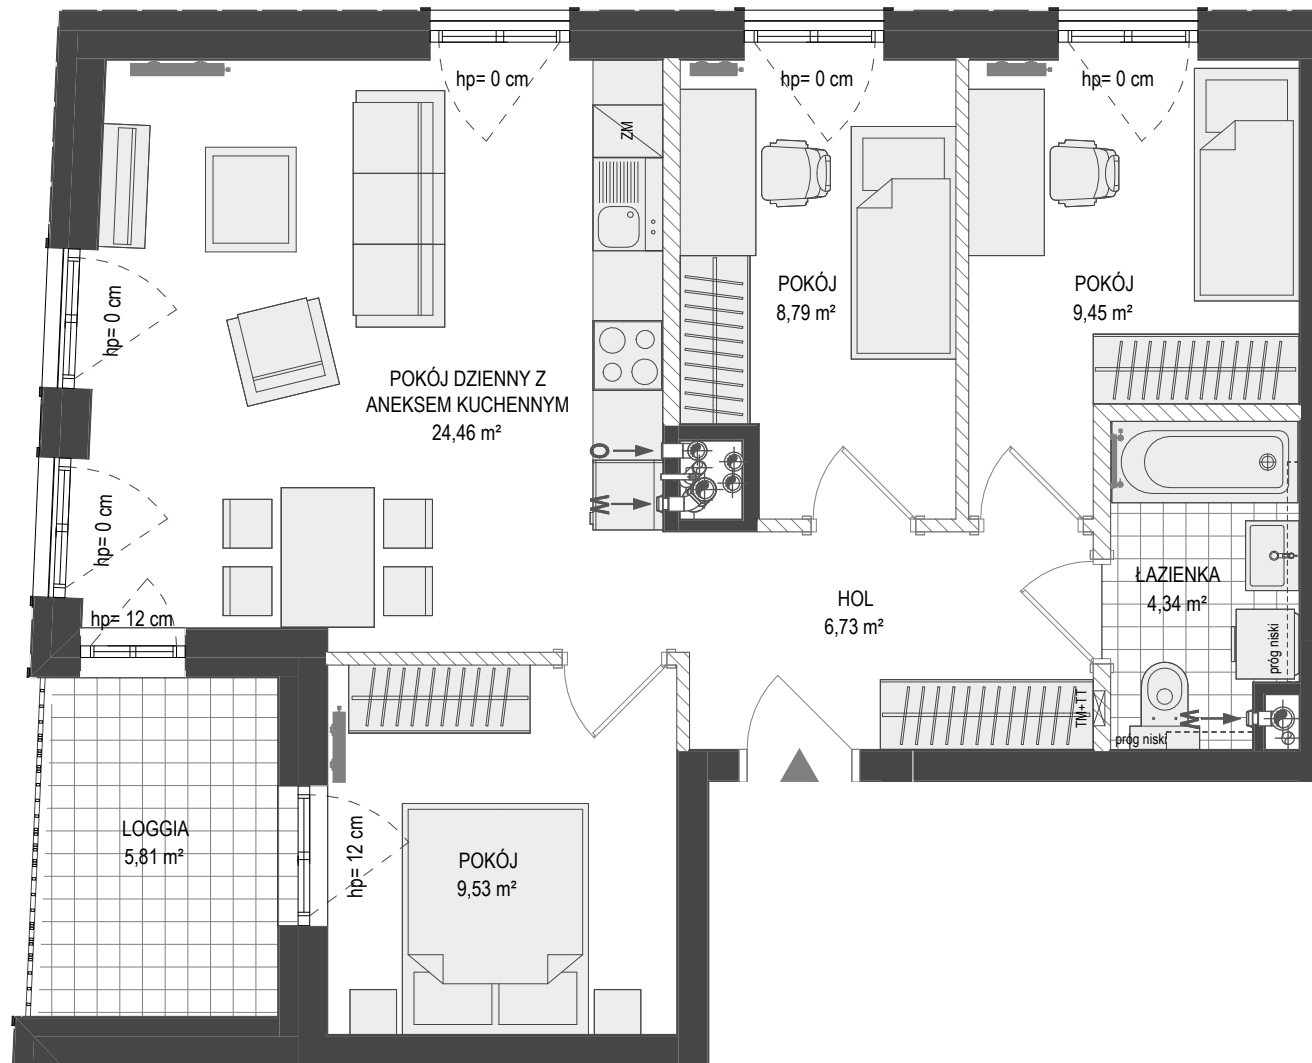 hp= 0 cm
hp= 0 cm
hp= 0 cm
ZM
POKÓJ
8,79 m²
POKÓJ
9,45 m²
hp= 0 cm
POKÓJ DZIENNY Z
ANEKSEM KUCHENNYM
24,46 m²
O
W
hp= 0 cm
hp= 12 cm
HOL
6,73 m²
ŁAZIENKA
4,34 m²
próg niski
TM+TT
W
próg niski
LOGGIA
5,81 m²
hp= 12 cm
POKÓJ
9,53 m²